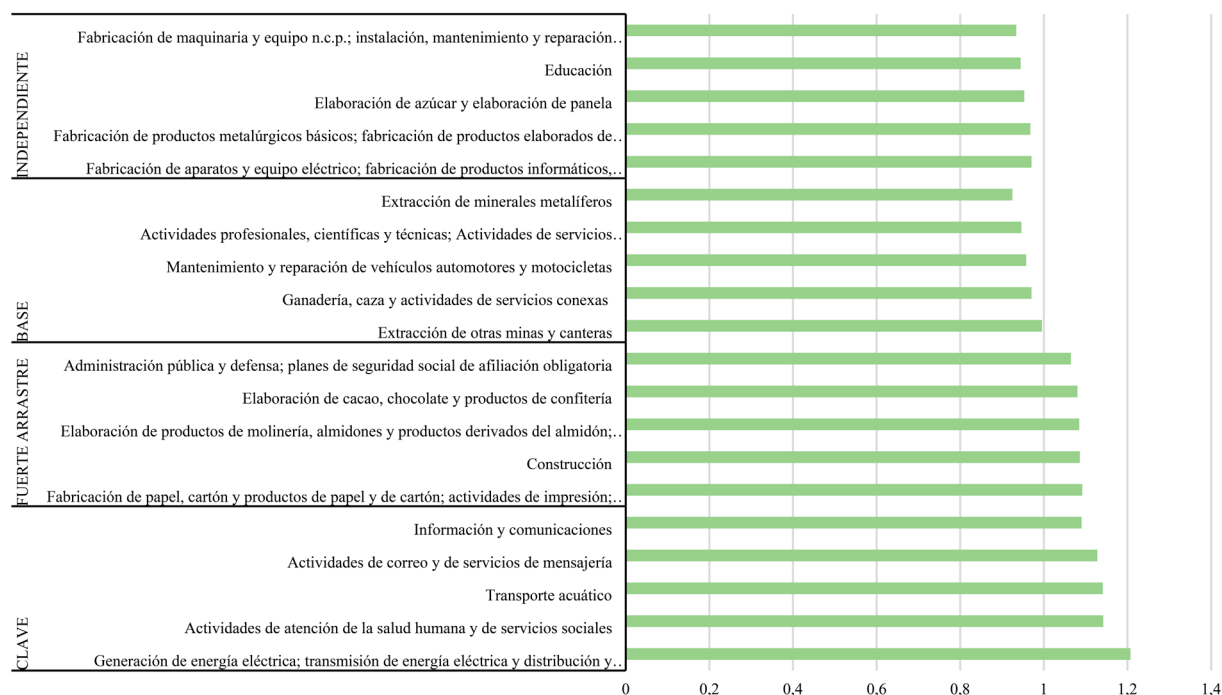 INDEPENDIENTE
Fabricación de maquinaria y equipo n.c.p.; instalación, mantenimiento y reparación..
Educación
Elaboración de azúcar y elaboración de panela
Fabricación de productos metalúrgicos básicos; fabricación de productos elaborados de..
Fabricación de aparatos y equipo eléctrico; fabricación de productos informáticos,..
BASE
Extracción de minerales metalíferos
Actividades profesionales, científicas y técnicas; Actividades de servicios..
Mantenimiento y reparación de vehículos automotores y motocicletas
Ganadería, caza y actividades de servicios conexas
Extracción de otras minas y canteras
FUERTE ARRASTRE
Administración pública y defensa; planes de seguridad social de afiliación obligatoria
Elaboración de cacao, chocolate y productos de confitería
Elaboración de productos de molinería, almidones y productos derivados del almidón;..
Construcción
Fabricación de papel, cartón y productos de papel y de cartón; actividades de impresión;..
CLAVE
Información y comunicaciones
Actividades de correo y de servicios de mensajería
Transporte acuático
Actividades de atención de la salud humana y de servicios sociales
Generación de energía eléctrica; transmisión de energía eléctrica y distribución y..
0 0.2 0.4 0.6 0.8 1 1.2 1.4